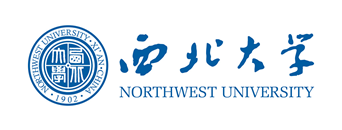 NORTHWEST UNIVERSITY · XI'AN · CHINA
· 1902 ·
西北大学
NORTHWEST UNIVERSITY